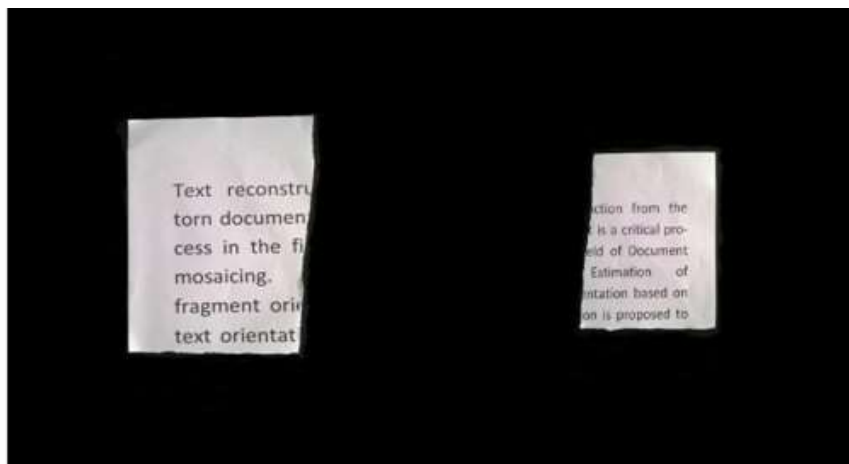 Text reconstru
torn documen
cess in the fi
mosaicing.
fragment orie
text orientat
ction from the
t is a critical pro-
eld of Document
Estimation of
ntation based on
on is proposed to